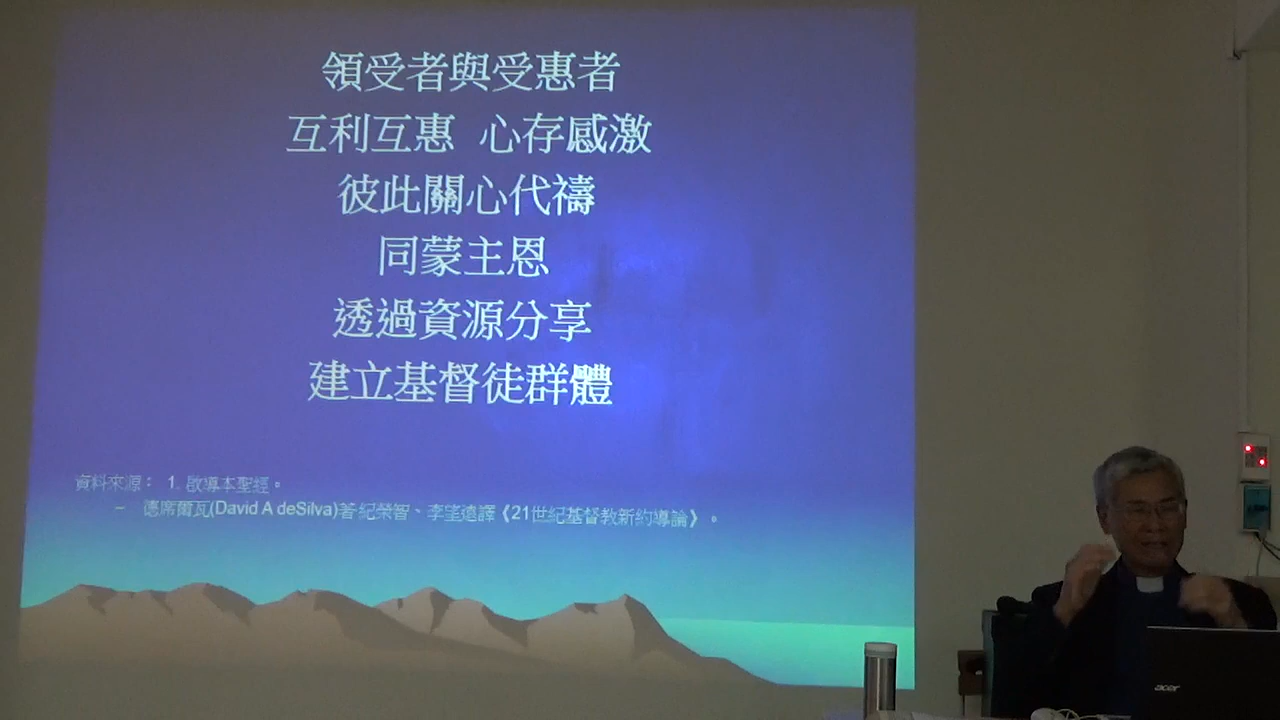 領受者與受惠者
互利互惠 心存感激
彼此關心代禱
同蒙主恩
透過資源分享
建立基督徒群體
資料來源： 1. 啟導本聖經。
– 德席爾瓦(David A deSilva)著 紀榮智、李望遠譯《21世紀基督教新約導論》。
acer